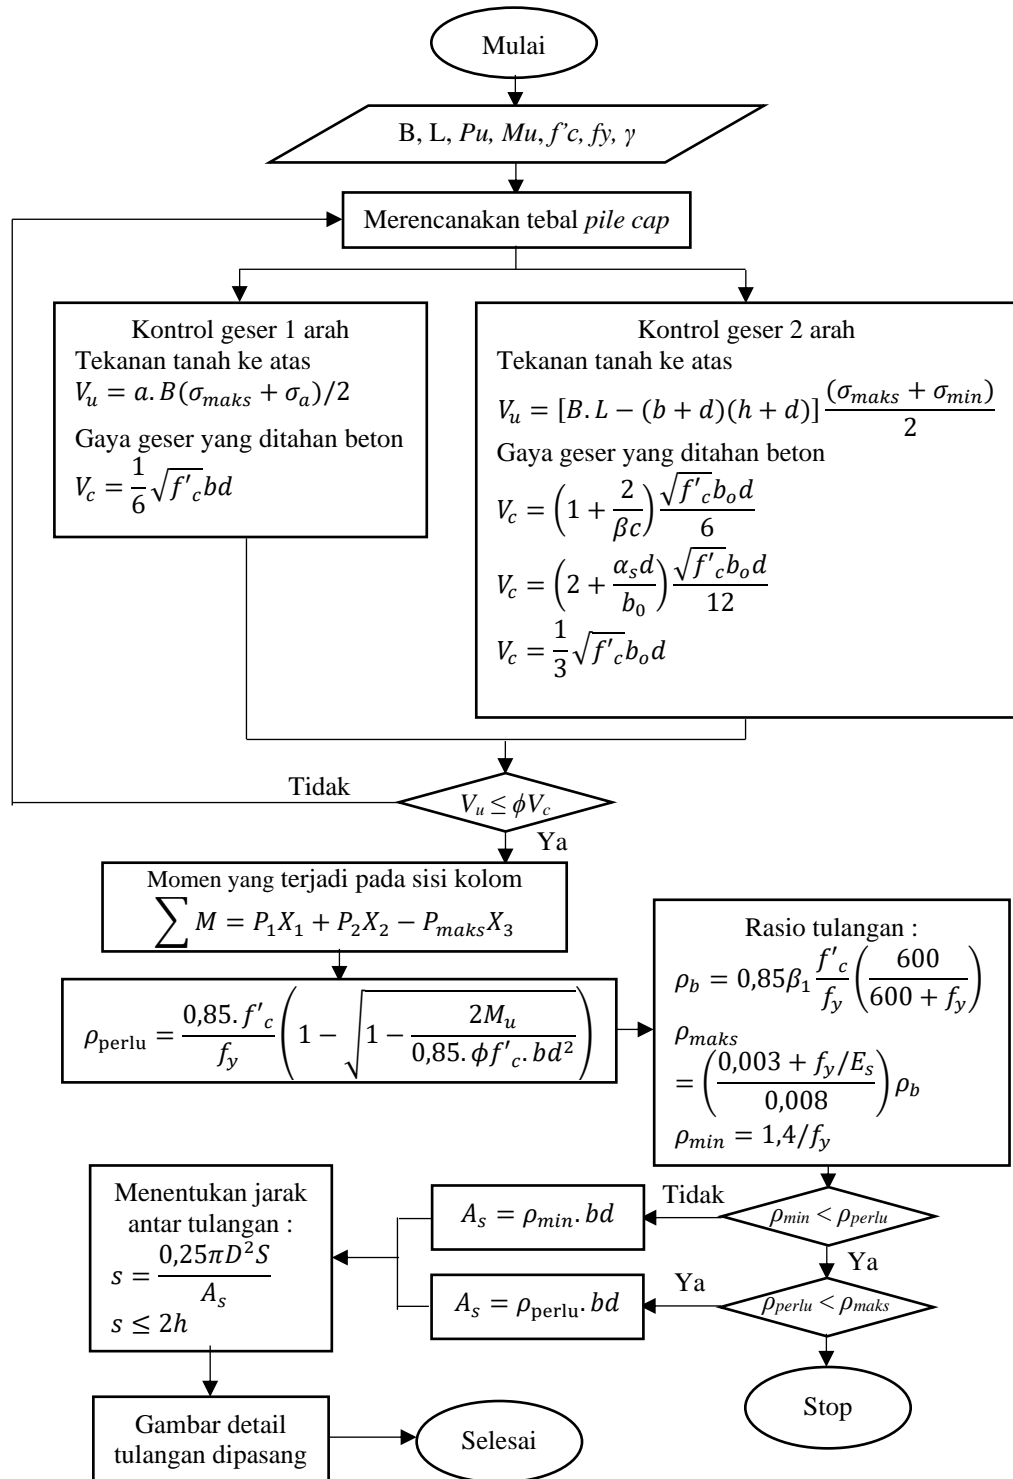 Mulai
B, L, Pu, Mu, f'c, fy, γ
Merencanakan tebal pile cap
Kontrol geser 1 arah
Tekanan tanah ke atas
V_u = a. B(σ_maks + σ_a)/2
Gaya geser yang ditahan beton
V_c = 1/6 √f'_c bd
Kontrol geser 2 arah
Tekanan tanah ke atas
V_u = [B. L − (b + d)(h + d)] (σ_maks + σ_min)/2
Gaya geser yang ditahan beton
V_c = (1 + 2/βc) √f'_c b_o d/6
V_c = (2 + α_s d/b_0) √f'_c b_o d/12
V_c = 1/3 √f'_c b_o d
Tidak
V_u ≤ ϕV_c
Ya
Momen yang terjadi pada sisi kolom
∑ M = P_1X_1 + P_2X_2 − P_maksX_3
ρ_perlu = 0,85. f'_c/f_y (1 − √(1 − 2M_u/(0,85. ϕf'_c. bd²)))
Rasio tulangan :
ρ_b = 0,85β_1 f'_c/f_y (600/(600 + f_y))
ρ_maks
= ((0,003 + f_y/E_s)/0,008) ρ_b
ρ_min = 1,4/f_y
Tidak
ρ_min < ρ_perlu
Ya
A_s = ρ_min. bd
Ya
ρ_perlu < ρ_maks
A_s = ρ_perlu. bd
Stop
Menentukan jarak
antar tulangan :
s = 0,25πD²S/A_s
s ≤ 2h
Gambar detail
tulangan dipasang
Selesai